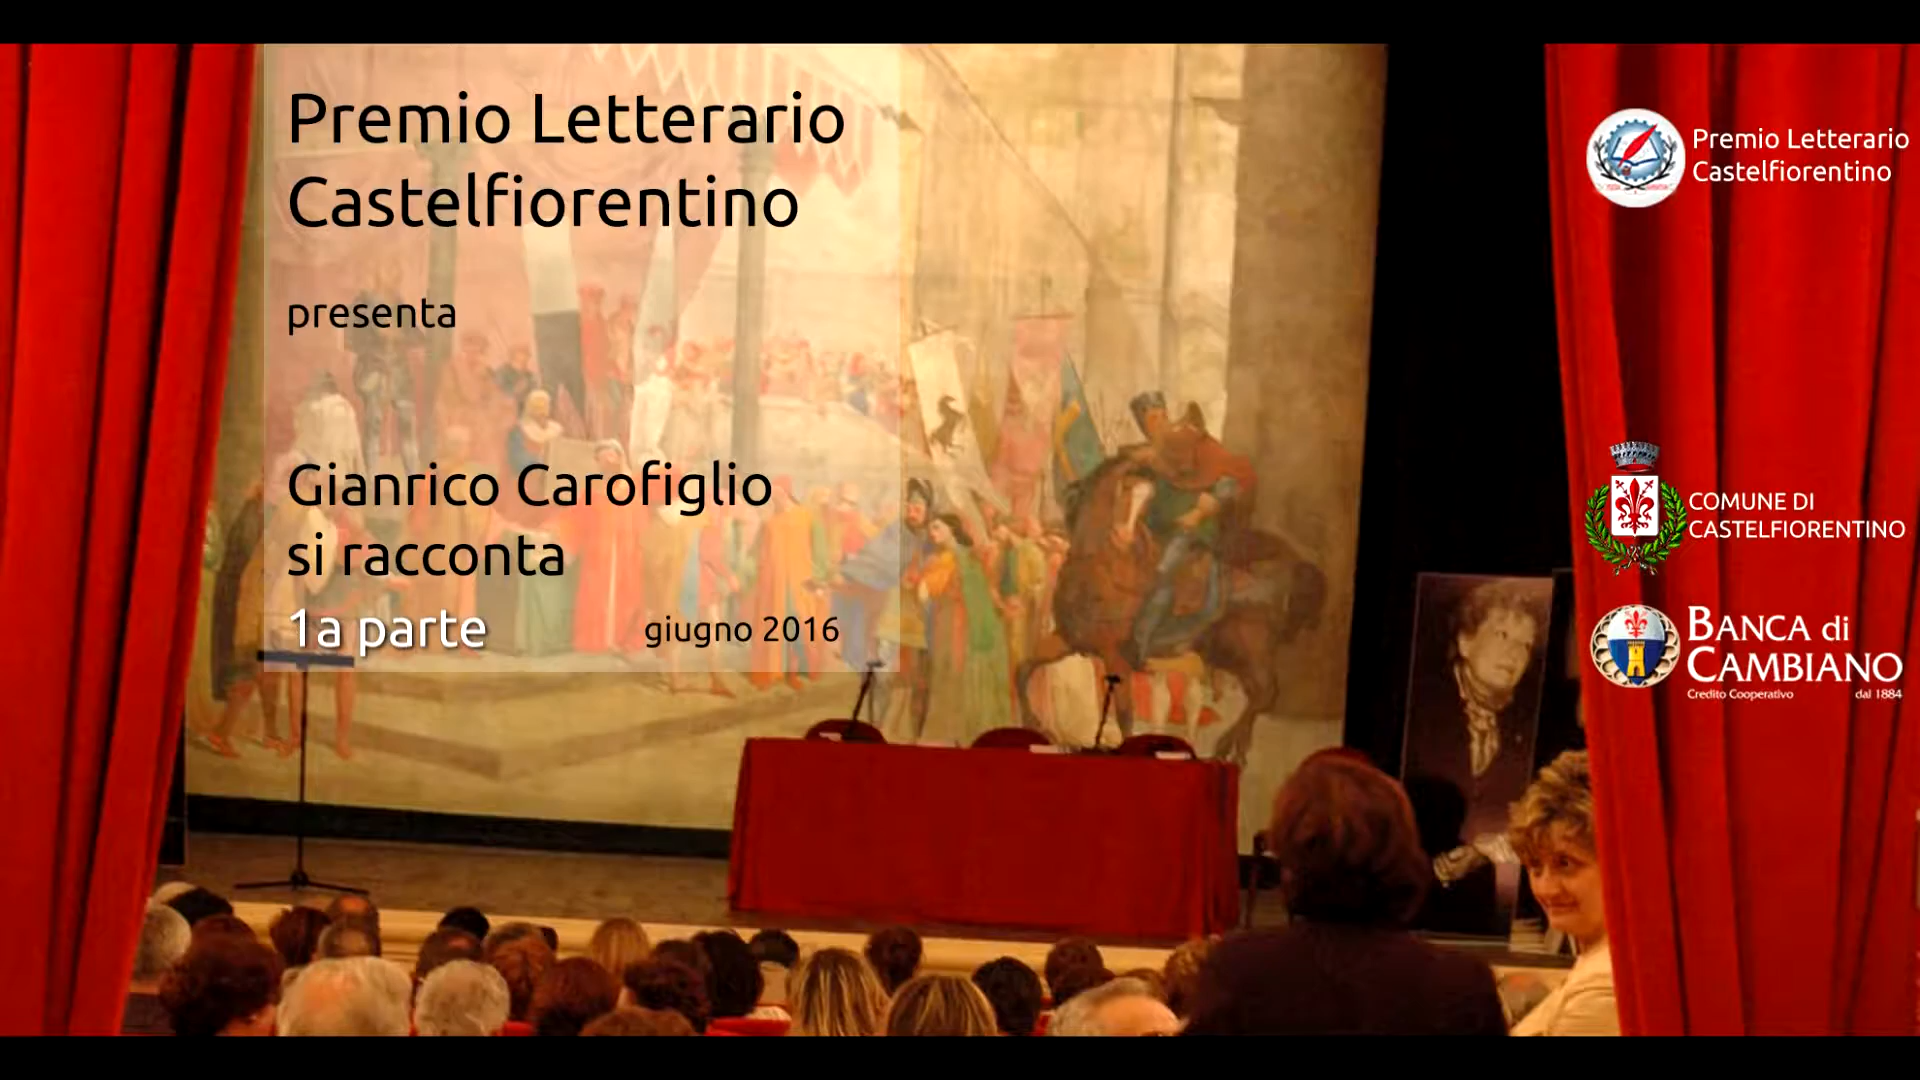 Premio Letterario
Castelfiorentino
presenta
Gianrico Carofiglio
si racconta
1a parte
giugno 2016
Premio Letterario
Castelfiorentino
COMUNE DI
CASTELFIORENTINO
BANCA di
CAMBIANO
Credito Cooperativo dal 1884